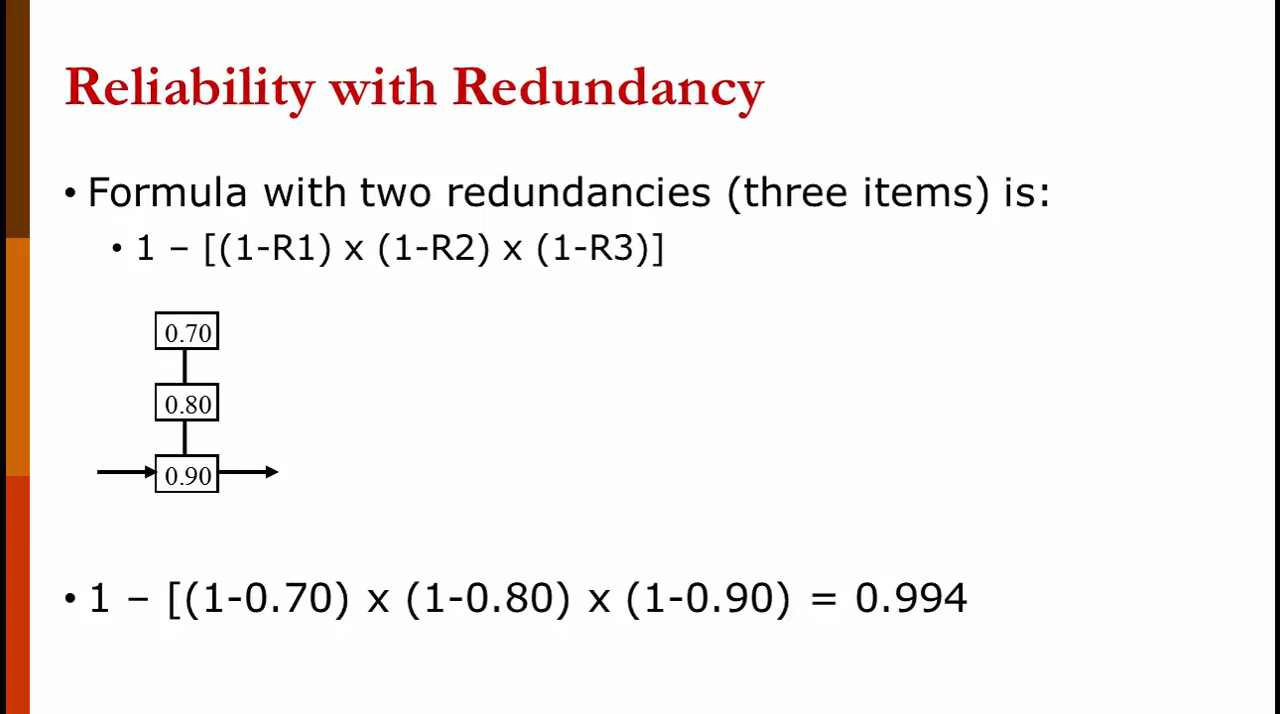 Reliability with Redundancy
• Formula with two redundancies (three items) is:
• 1 – [(1-R1) x (1-R2) x (1-R3)]
0.70
0.80
0.90
• 1 – [(1-0.70) x (1-0.80) x (1-0.90) = 0.994